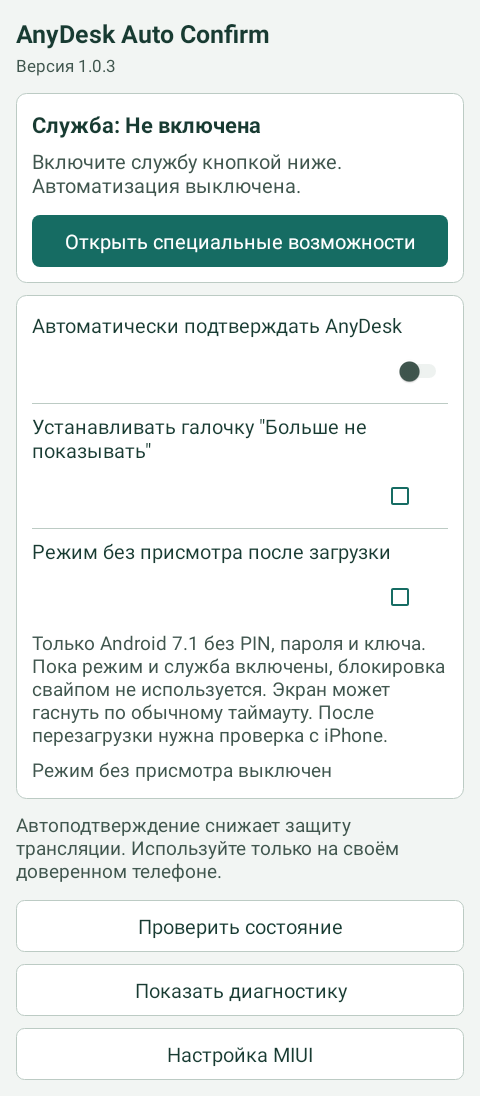 AnyDesk Auto Confirm
Версия 1.0.3
Служба: Не включена
Включите службу кнопкой ниже.
Автоматизация выключена.
Открыть специальные возможности
Автоматически подтверждать AnyDesk
Устанавливать галочку "Больше не
показывать"
Режим без присмотра после загрузки
Только Android 7.1 без PIN, пароля и ключа.
Пока режим и служба включены, блокировка
свайпом не используется. Экран может
гаснуть по обычному таймауту. После
перезагрузки нужна проверка с iPhone.
Режим без присмотра выключен
Автоподтверждение снижает защиту
трансляции. Используйте только на своём
доверенном телефоне.
Проверить состояние
Показать диагностику
Настройка MIUI